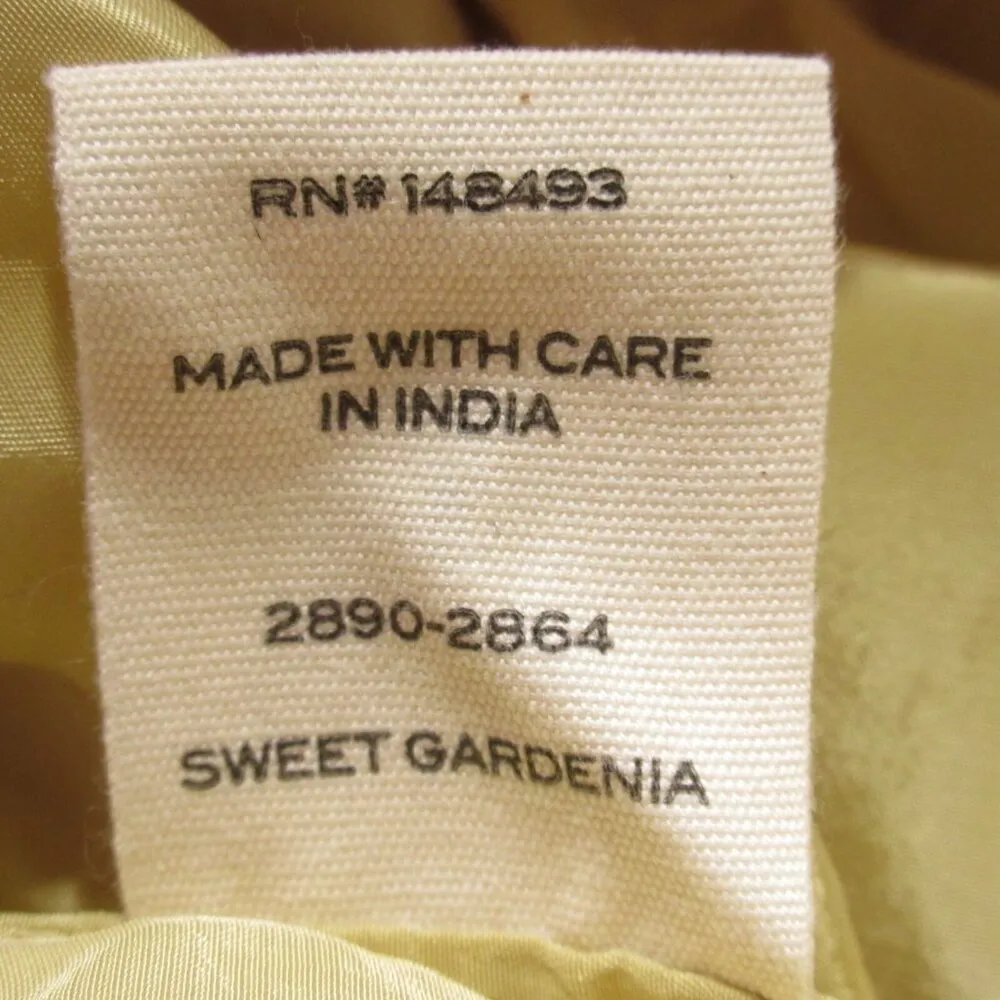 RN# 148493
MADE WITH CARE
IN INDIA
2890-2864
SWEET GARDENIA